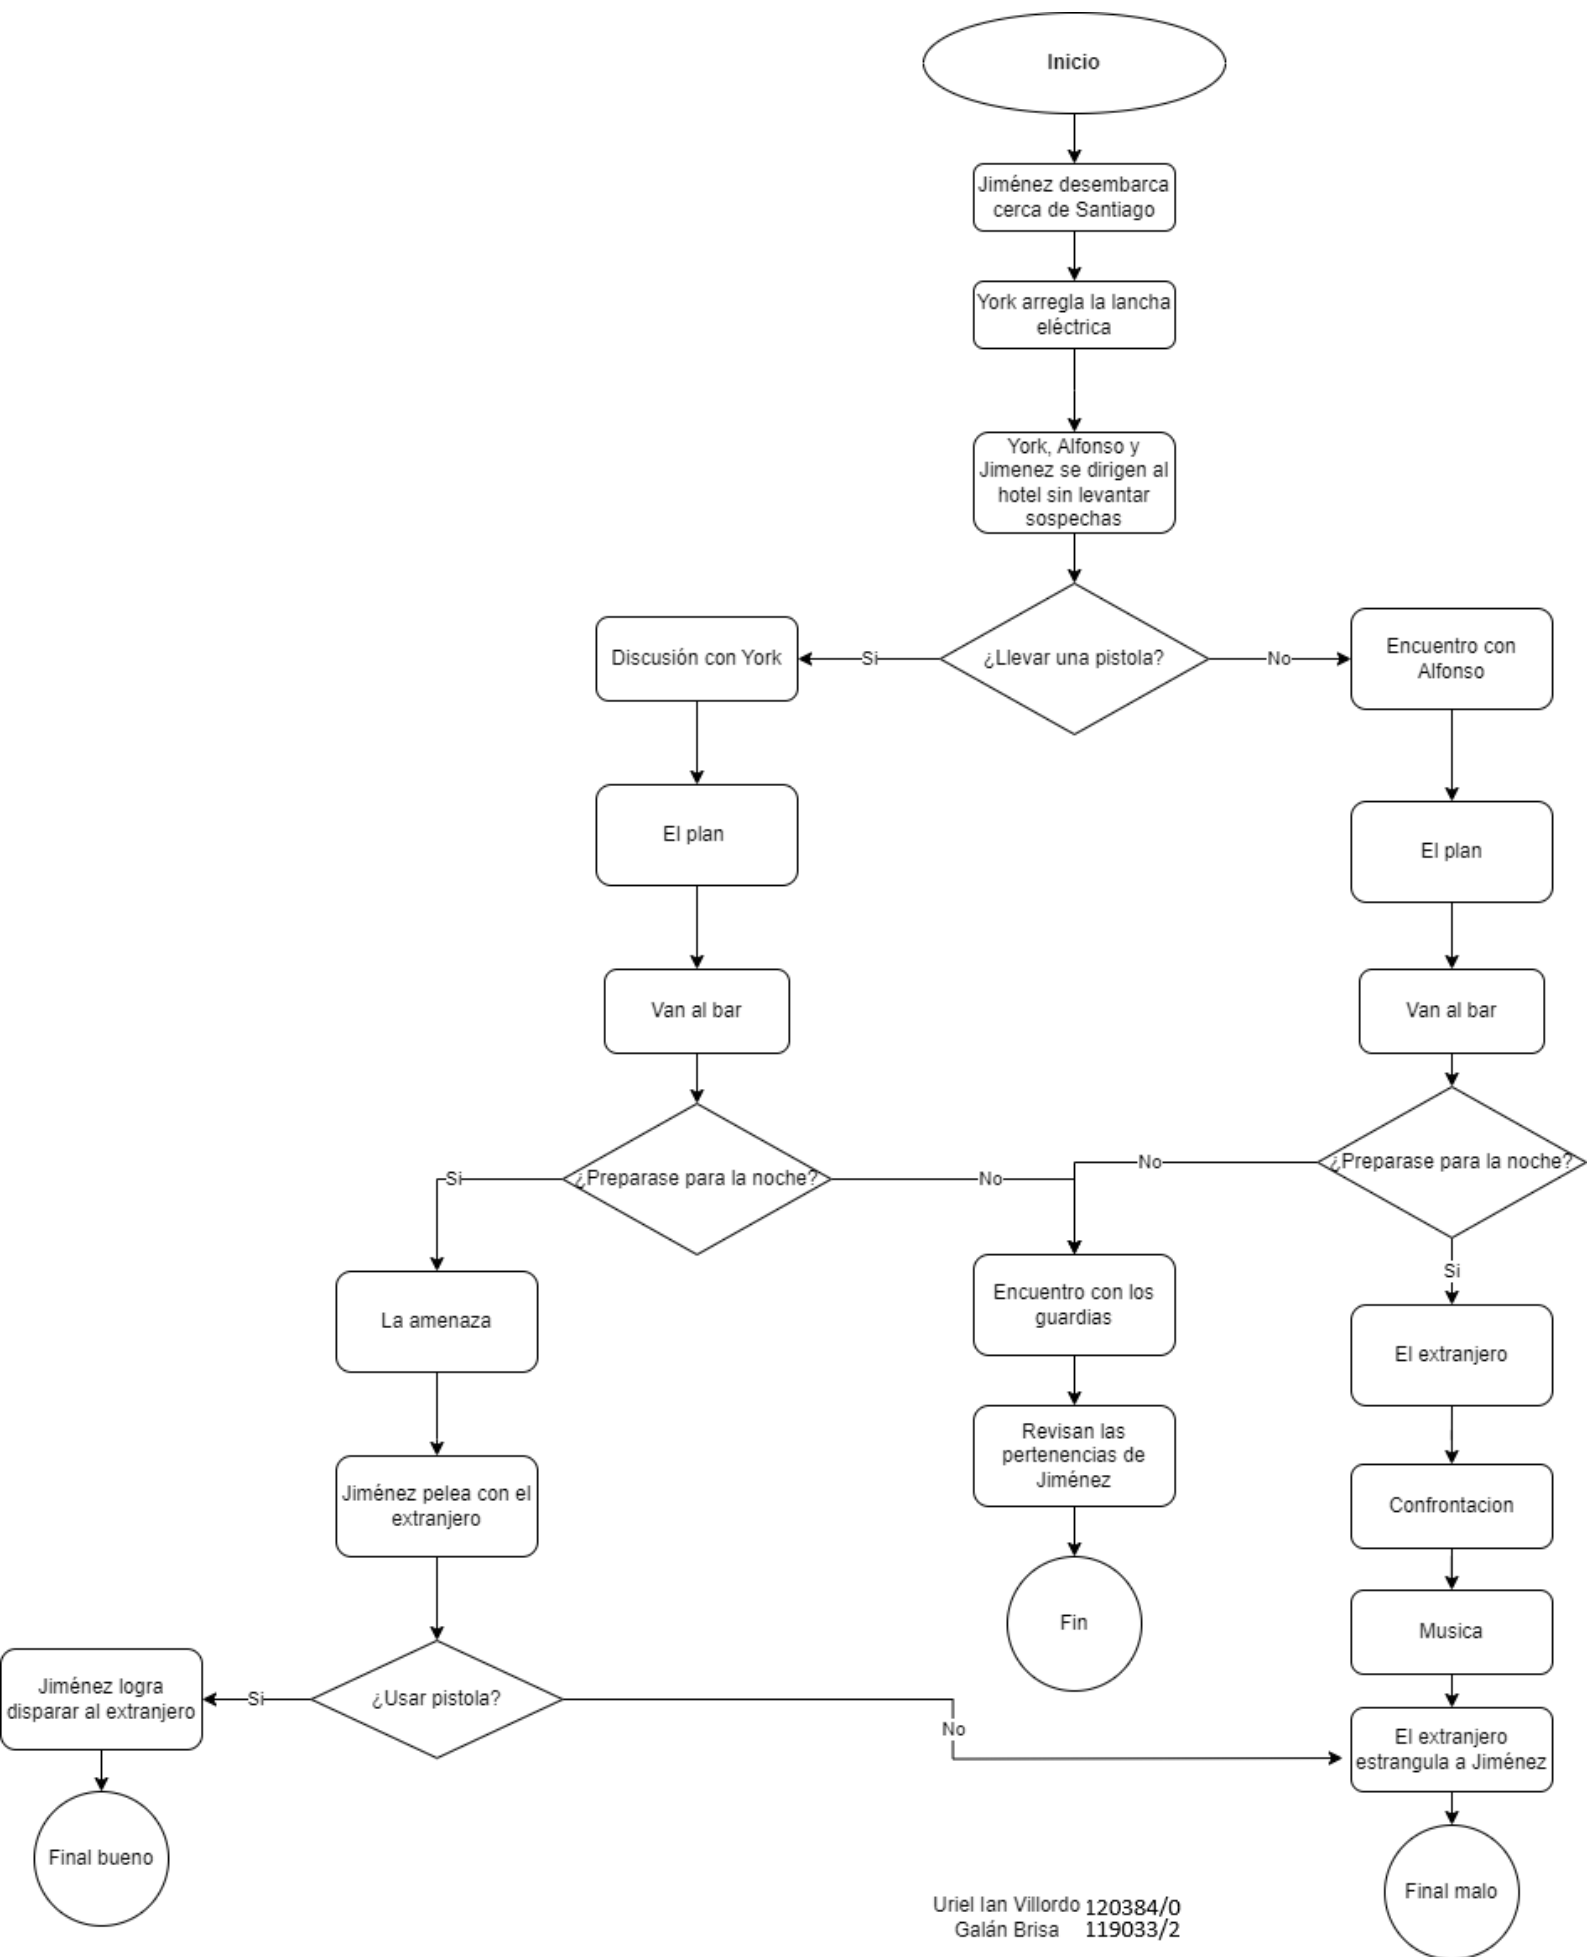 Inicio
Jiménez desembarca
cerca de Santiago
York arregla la lancha
eléctrica
York, Alfonso y
Jimenez se dirigen al
hotel sin levantar
sospechas
Discusión con York
Si
¿Llevar una pistola?
No
Encuentro con
Alfonso
El plan
El plan
Van al bar
Van al bar
Si
¿Preparase para la noche?
No
No
¿Preparase para la noche?
Si
La amenaza
Encuentro con los
guardias
El extranjero
Jiménez pelea con el
extranjero
Revisan las
pertenencias de
Jiménez
Confrontacion
Fin
Musica
Jiménez logra
disparar al extranjero
Si
¿Usar pistola?
No
El extranjero
estrangula a Jiménez
Final bueno
Final malo
Uriel Ian Villordo 120384/0
Galán Brisa 119033/2